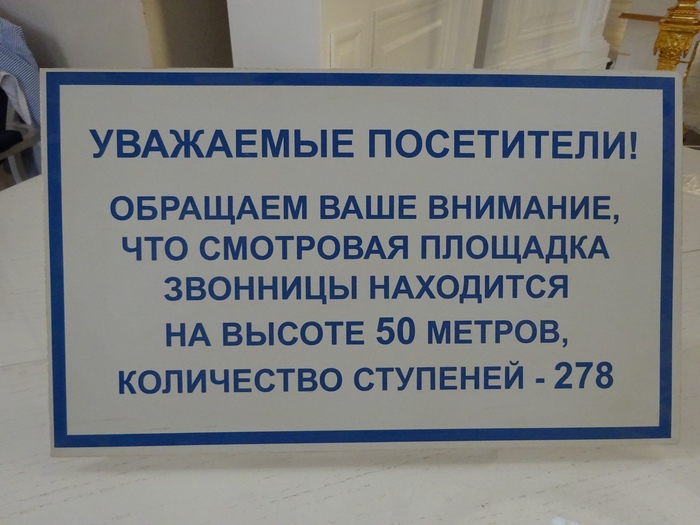 УВАЖАЕМЫЕ ПОСЕТИТЕЛИ!
ОБРАЩАЕМ ВАШЕ ВНИМАНИЕ,
ЧТО СМОТРОВАЯ ПЛОЩАДКА
ЗВОННИЦЫ НАХОДИТСЯ
НА ВЫСОТЕ 50 МЕТРОВ,
КОЛИЧЕСТВО СТУПЕНЕЙ - 278